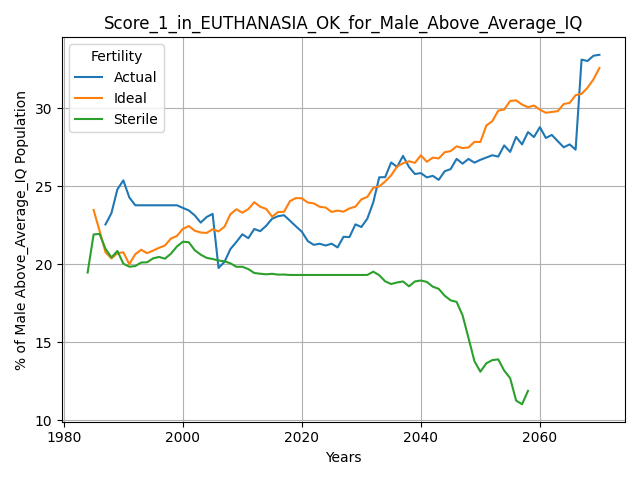 Score_1_in_EUTHANASIA_OK_for_Male_Above_Average_IQ
Fertility
Actual
Ideal
Sterile
% of Male Above_Average_IQ Population
30
25
20
15
10
1980
2000
2020
2040
2060
Years